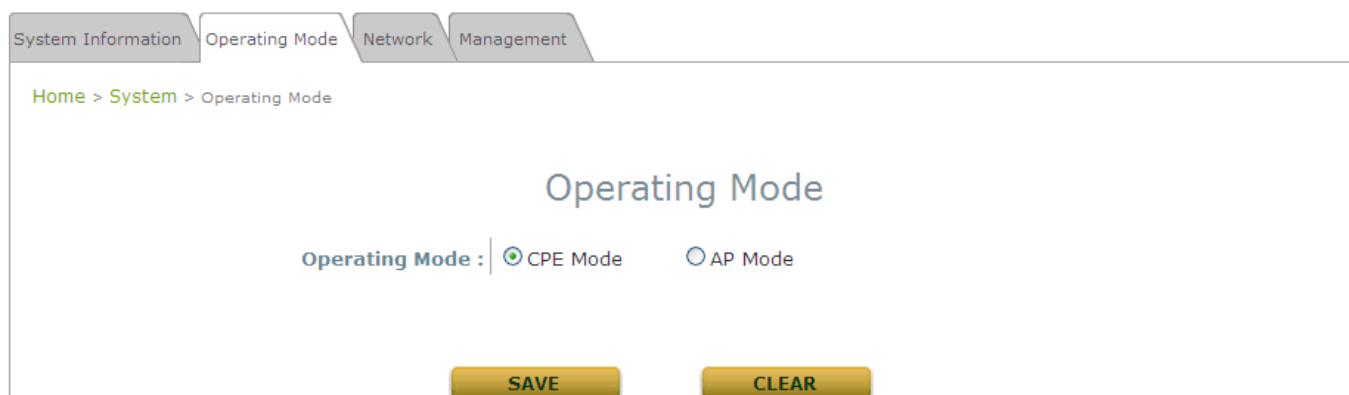 System Information Operating Mode Network Management
Home > System > Operating Mode
Operating Mode
Operating Mode : CPE Mode AP Mode
SAVE CLEAR